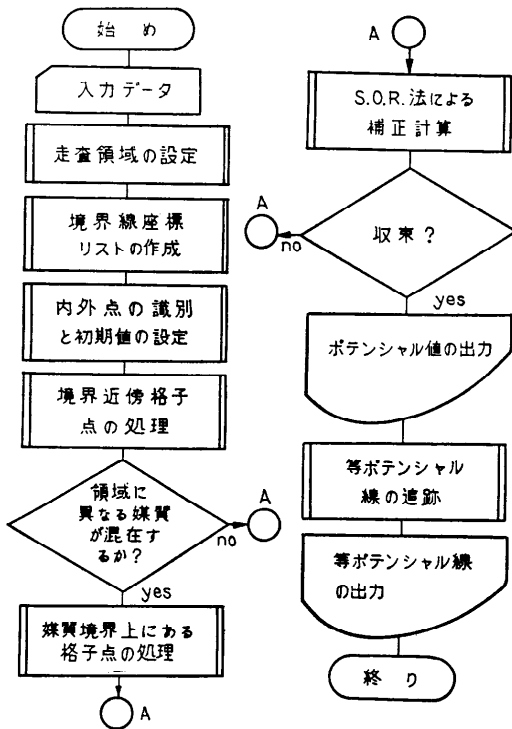 始め
入力データ
走査領域の設定
境界線座標
リストの作成
内外点の識別
と初期値の設定
境界近傍格子
点の処理
領域に
異なる媒質
が混在す
るか?
no
A
yes
媒質境界上にある
格子点の処理
A
A
S.O.R.法による
補正計算
収束?
no
A
yes
ポテンシャル値の出力
等ポテンシャル
線の追跡
等ポテンシャル線
の出力
終り